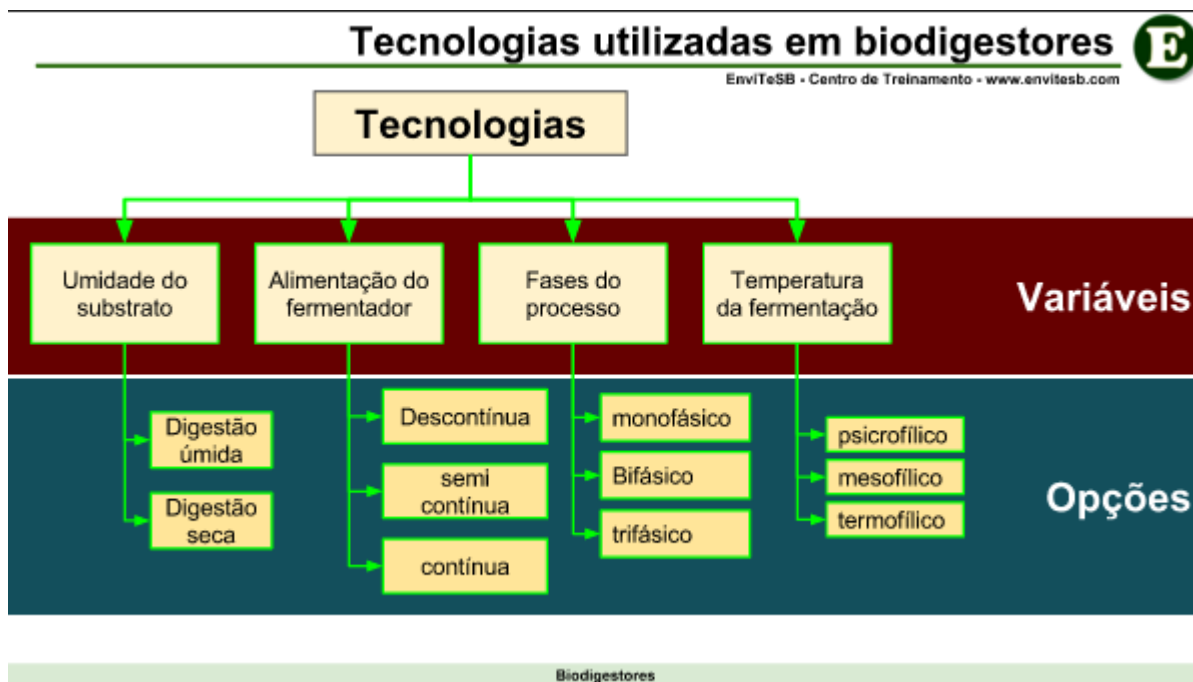 Tecnologias utilizadas em biodigestores
E
EnviTeSB - Centro de Treinamento - www.envitesb.com
Tecnologias
Umidade do
substrato
Alimentação do
fermentador
Fases do
processo
Temperatura
da fermentação
Variáveis
Digestão
úmida
Digestão
seca
Descontínua
semi
contínua
contínua
monofásico
Bifásico
trifásico
psicrofílico
mesofílico
termofílico
Opções
Biodigestores